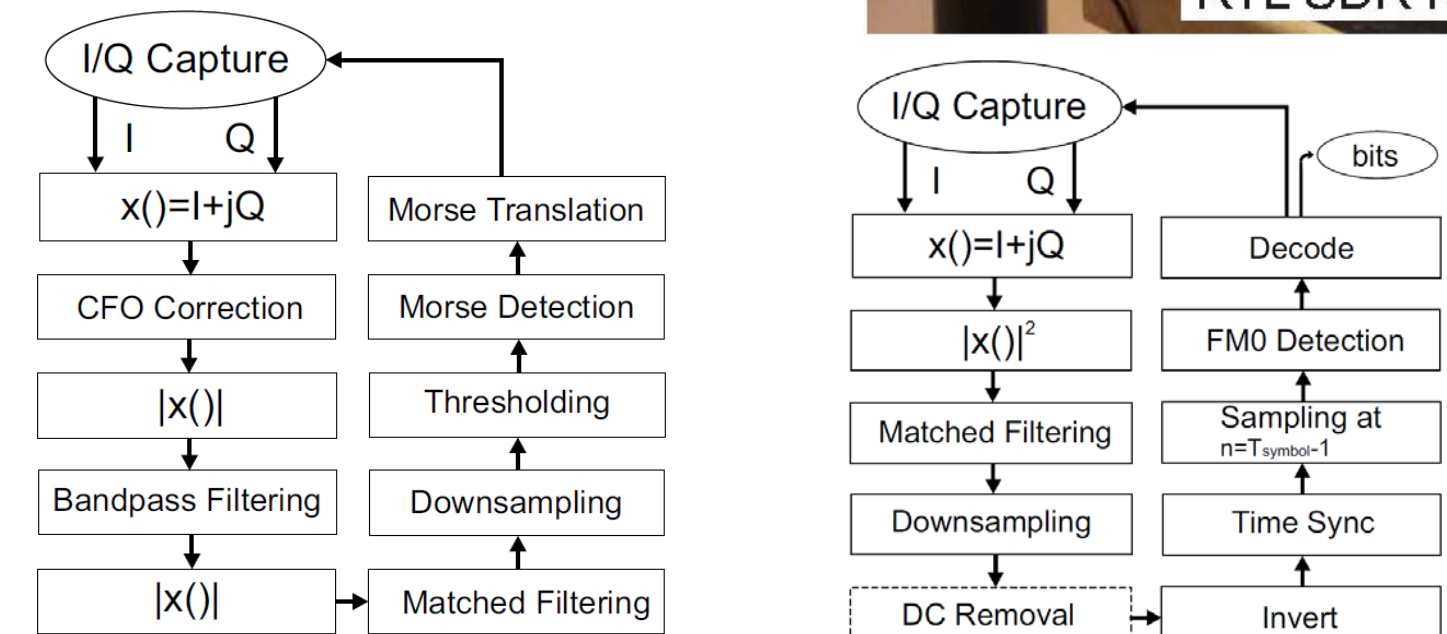 I/Q Capture
I
Q
x()=I+jQ
CFO Correction
|x()|
Bandpass Filtering
|x()|
Matched Filtering
Downsampling
Thresholding
Morse Detection
Morse Translation
I/Q Capture
I
Q
x()=I+jQ
|x()|²
Matched Filtering
Downsampling
DC Removal
Invert
Time Sync
Sampling at
n=Tsymbol-1
FM0 Detection
Decode
bits